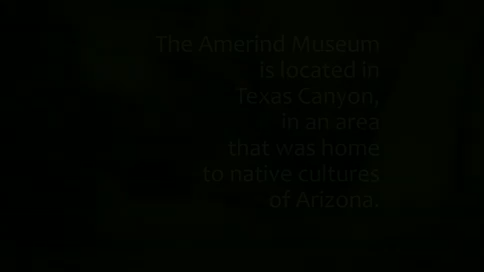 The Amerind Museum
is located in
Texas Canyon,
in an area
that was home
to native cultures
of Arizona.